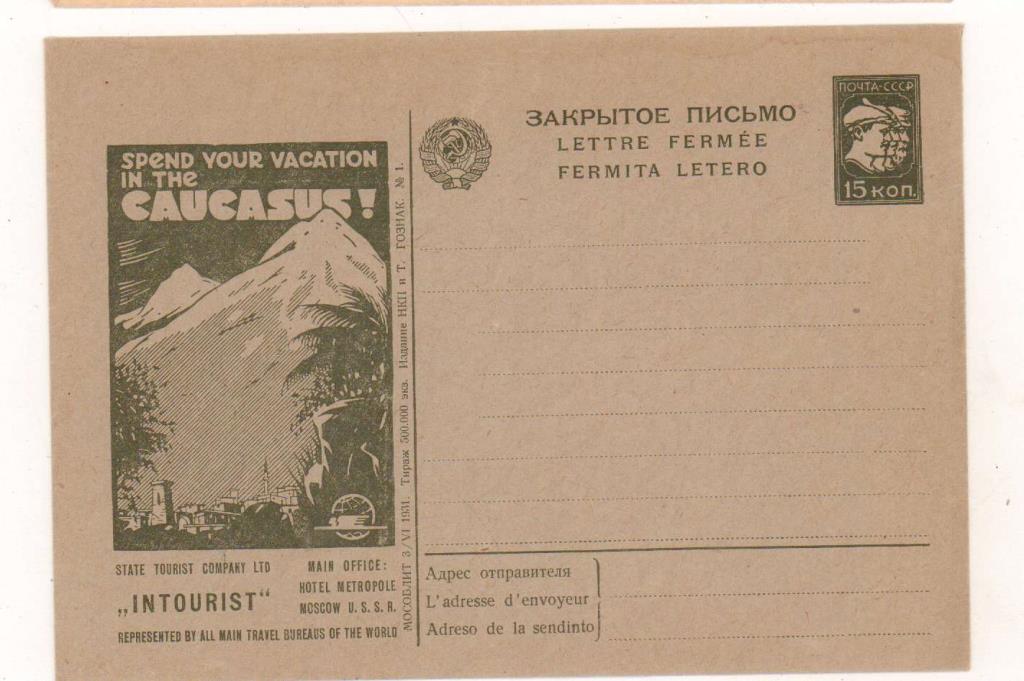 SPEND YOUR VACATION
IN THE
CAUCASUS!
STATE TOURIST COMPANY LTD
„INTOURIST“
MAIN OFFICE:
HOTEL METROPOLE
MOSCOW U.S.S.R.
REPRESENTED BY ALL MAIN TRAVEL BUREAUS OF THE WORLD
МОСОБЛИТ 3/VI 1931. Тираж 500.000 экз. Издание НКП и Т. ГОЗНАК. № 1.
ЗАКРЫТОЕ ПИСЬМО
LETTRE FERMÉE
FERMITA LETERO
ПОЧТА-СССР
15 КОП.
Адрес отправителя
L'adresse d'envoyeur
Adreso de la sendinto